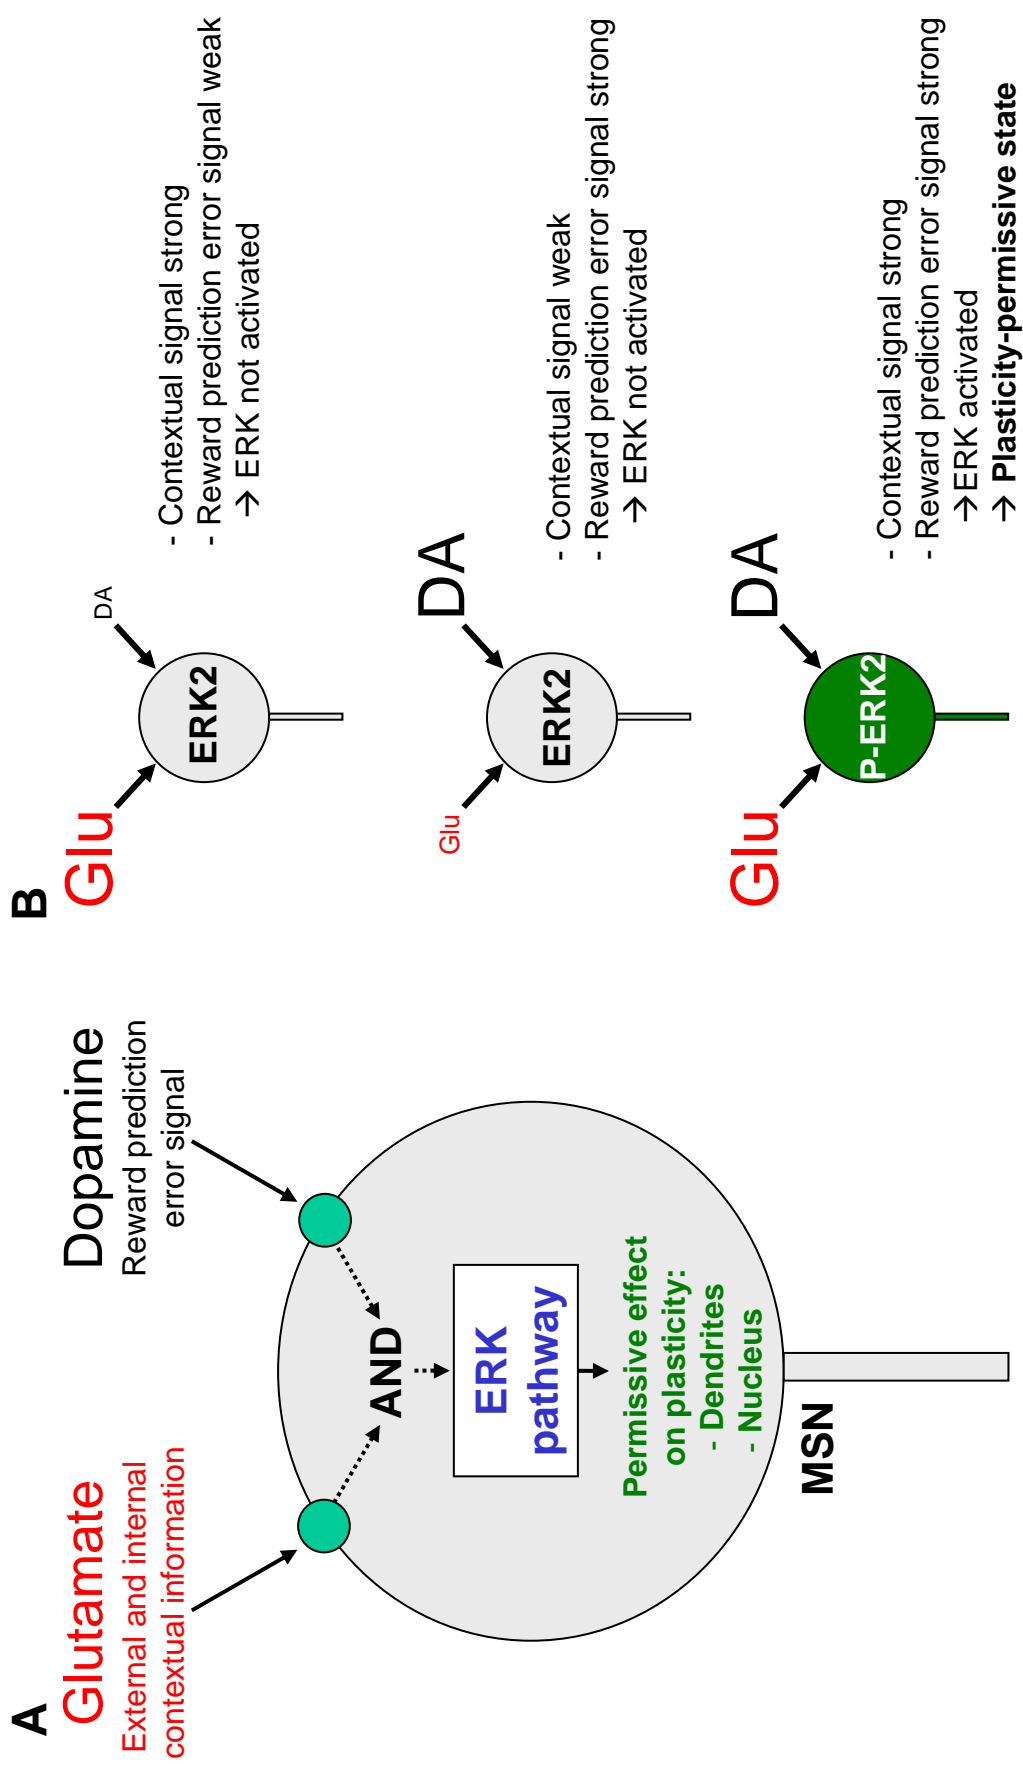 A
Glutamate
External and internal
contextual information
Dopamine
Reward prediction
error signal
AND
ERK
pathway
Permissive effect
on plasticity:
- Dendrites
- Nucleus
MSN
B
Glu
DA
ERK2
- Contextual signal strong
- Reward prediction error signal weak
→ ERK not activated
Glu
DA
ERK2
- Contextual signal weak
- Reward prediction error signal strong
→ ERK not activated
Glu
DA
P-ERK2
- Contextual signal strong
- Reward prediction error signal strong
→ERK activated
→ Plasticity-permissive state